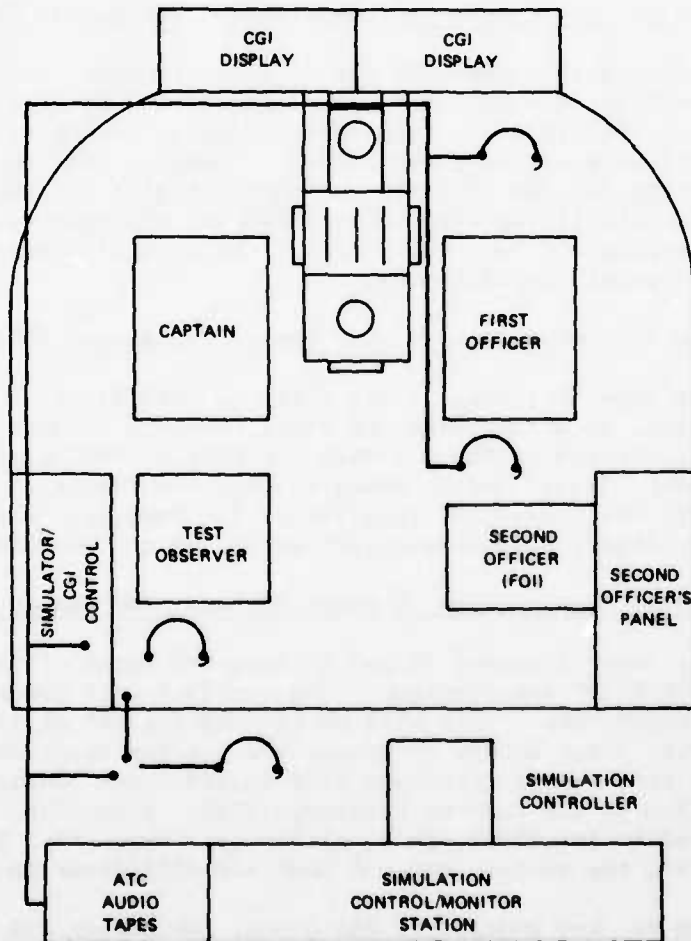 CGI
DISPLAY
CGI
DISPLAY
CAPTAIN
FIRST
OFFICER
SIMULATOR/
CGI
CONTROL
TEST
OBSERVER
SECOND
OFFICER
(FOI)
SECOND
OFFICER'S
PANEL
SIMULATION
CONTROLLER
ATC
AUDIO
TAPES
SIMULATION
CONTROL/MONITOR
STATION